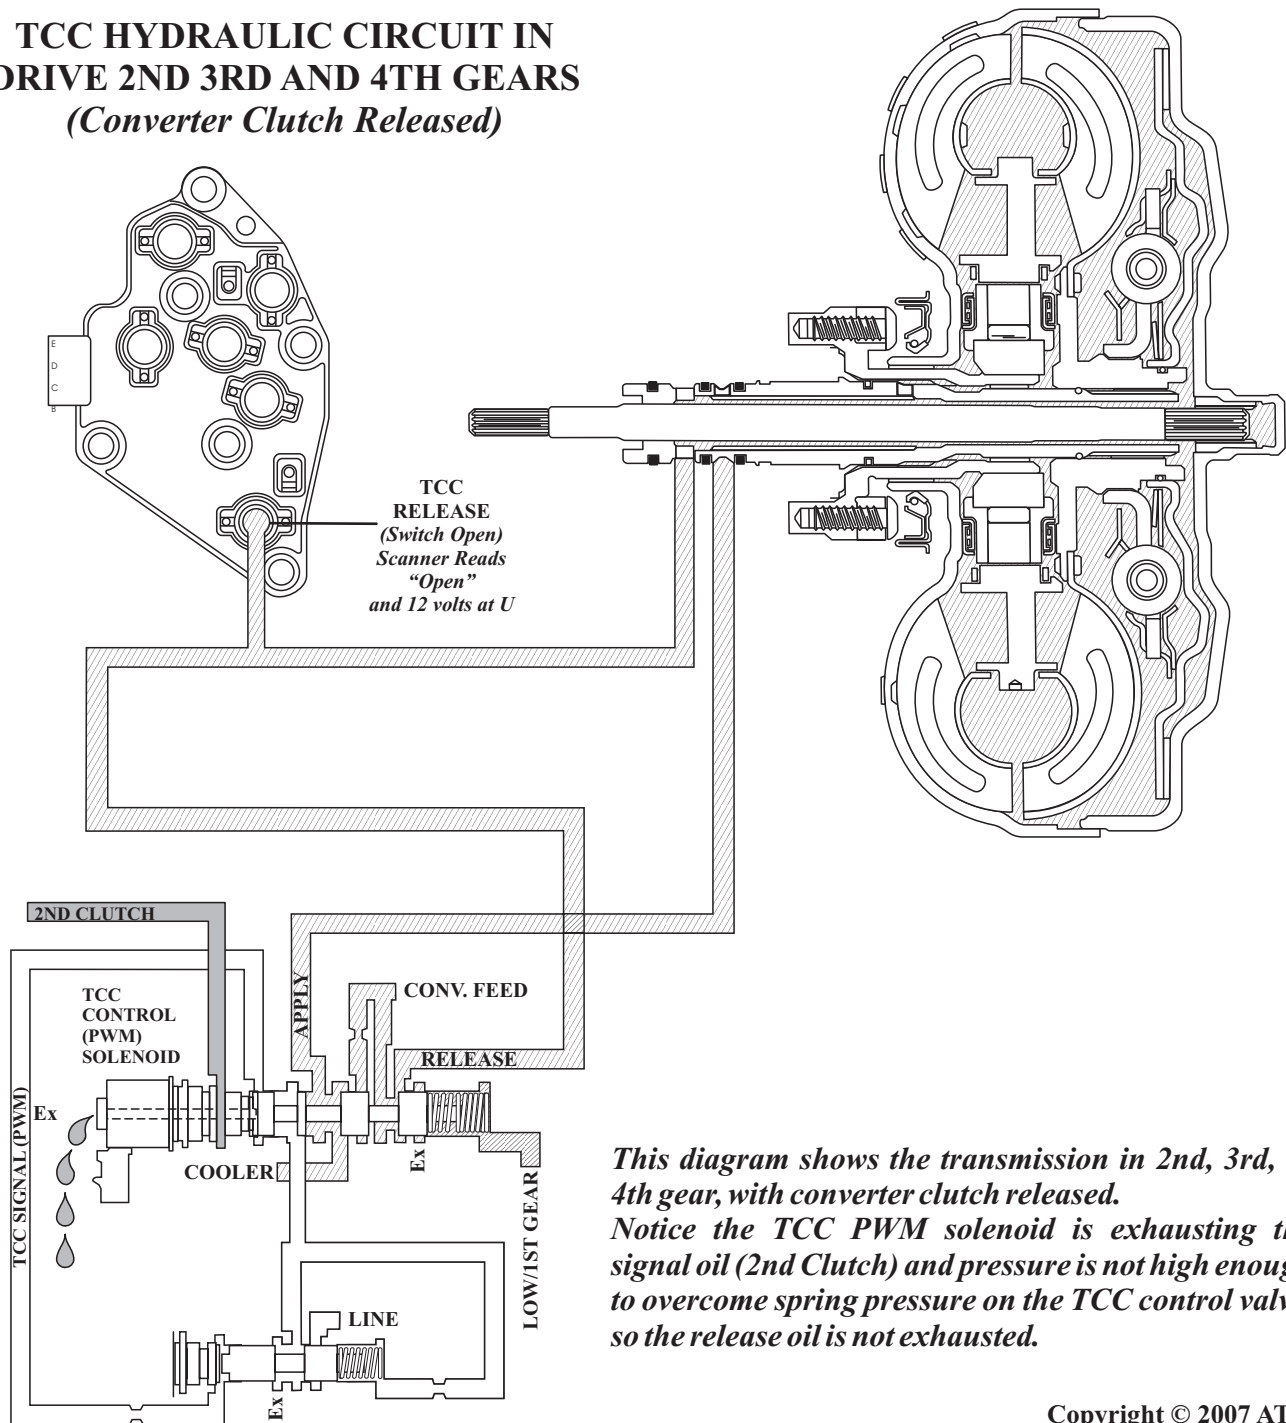 TCC HYDRAULIC CIRCUIT IN
DRIVE 2ND 3RD AND 4TH GEARS
(Converter Clutch Released)
E
D
C
B
TCC
RELEASE
(Switch Open)
Scanner Reads
“Open”
and 12 volts at U
2ND CLUTCH
TCC
CONTROL
(PWM)
SOLENOID
APPLY
CONV. FEED
RELEASE
Ex
TCC SIGNAL (PWM)
COOLER
Ex
LOW/1ST GEAR
LINE
Ex
This diagram shows the transmission in 2nd, 3rd,
4th gear, with converter clutch released.
Notice the TCC PWM solenoid is exhausting th
signal oil (2nd Clutch) and pressure is not high enoug
to overcome spring pressure on the TCC control valv
so the release oil is not exhausted.
Copyright © 2007 AT